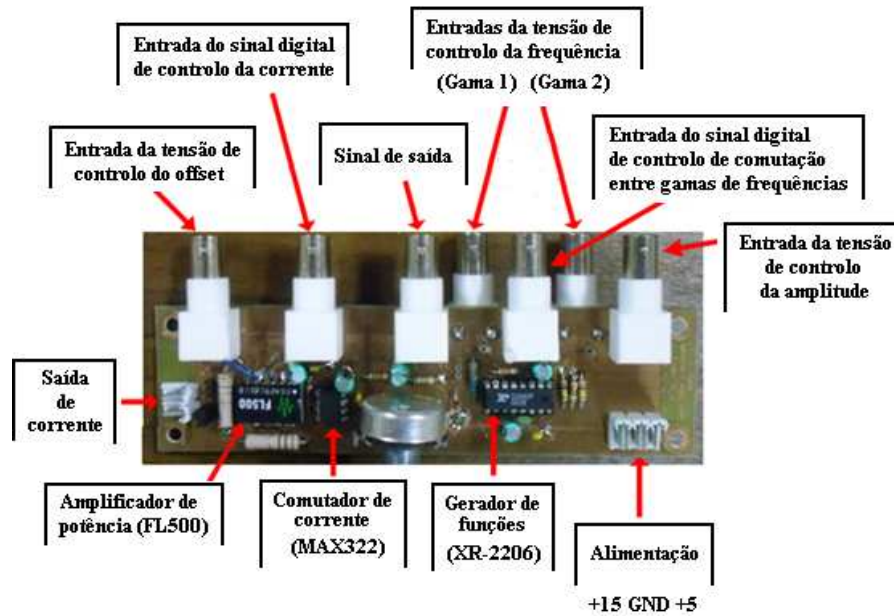 Entrada do sinal digital
de controlo da corrente
Entradas da tensão de
controlo da frequência
(Gama 1) (Gama 2)
Entrada da tensão de
controlo do offset
Sinal de saída
Entrada do sinal digital
de controlo de comutação
entre gamas de frequências
Entrada da tensão
de controlo
da amplitude
Saída
de
corrente
FL500
Amplificador de
potência (FL500)
Comutador de
corrente
(MAX322)
Gerador de
funções
(XR-2206)
Alimentação
+15 GND +5